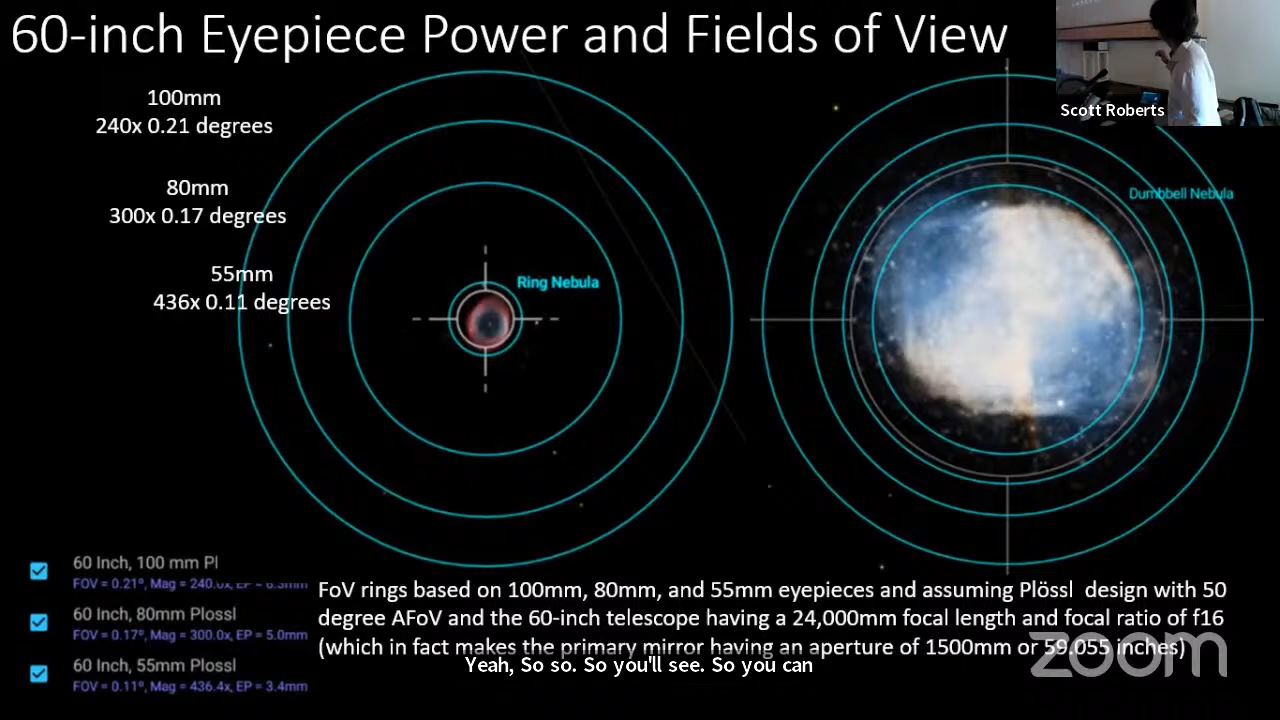 60-inch Eyepiece Power and Fields of View
Scott Roberts
100mm
240x 0.21 degrees
80mm
300x 0.17 degrees
55mm
436x 0.11 degrees
Ring Nebula
Dumbbell Nebula
60 Inch, 100 mm Pl
FOV = 0.21º, Mag = 240.0x, EP = 6.3mm
60 Inch, 80mm Plossl
FOV = 0.17º, Mag = 300.0x, EP = 5.0mm
60 Inch, 55mm Plossl
FOV = 0.11º, Mag = 436.4x, EP = 3.4mm
FoV rings based on 100mm, 80mm, and 55mm eyepieces and assuming Plössl design with 50
degree AFoV and the 60-inch telescope having a 24,000mm focal length and focal ratio of f16
(which in fact makes the primary mirror having an aperture of 1500mm or 59.055 inches)
Yeah, So so. So you'll see. So you can
zoom